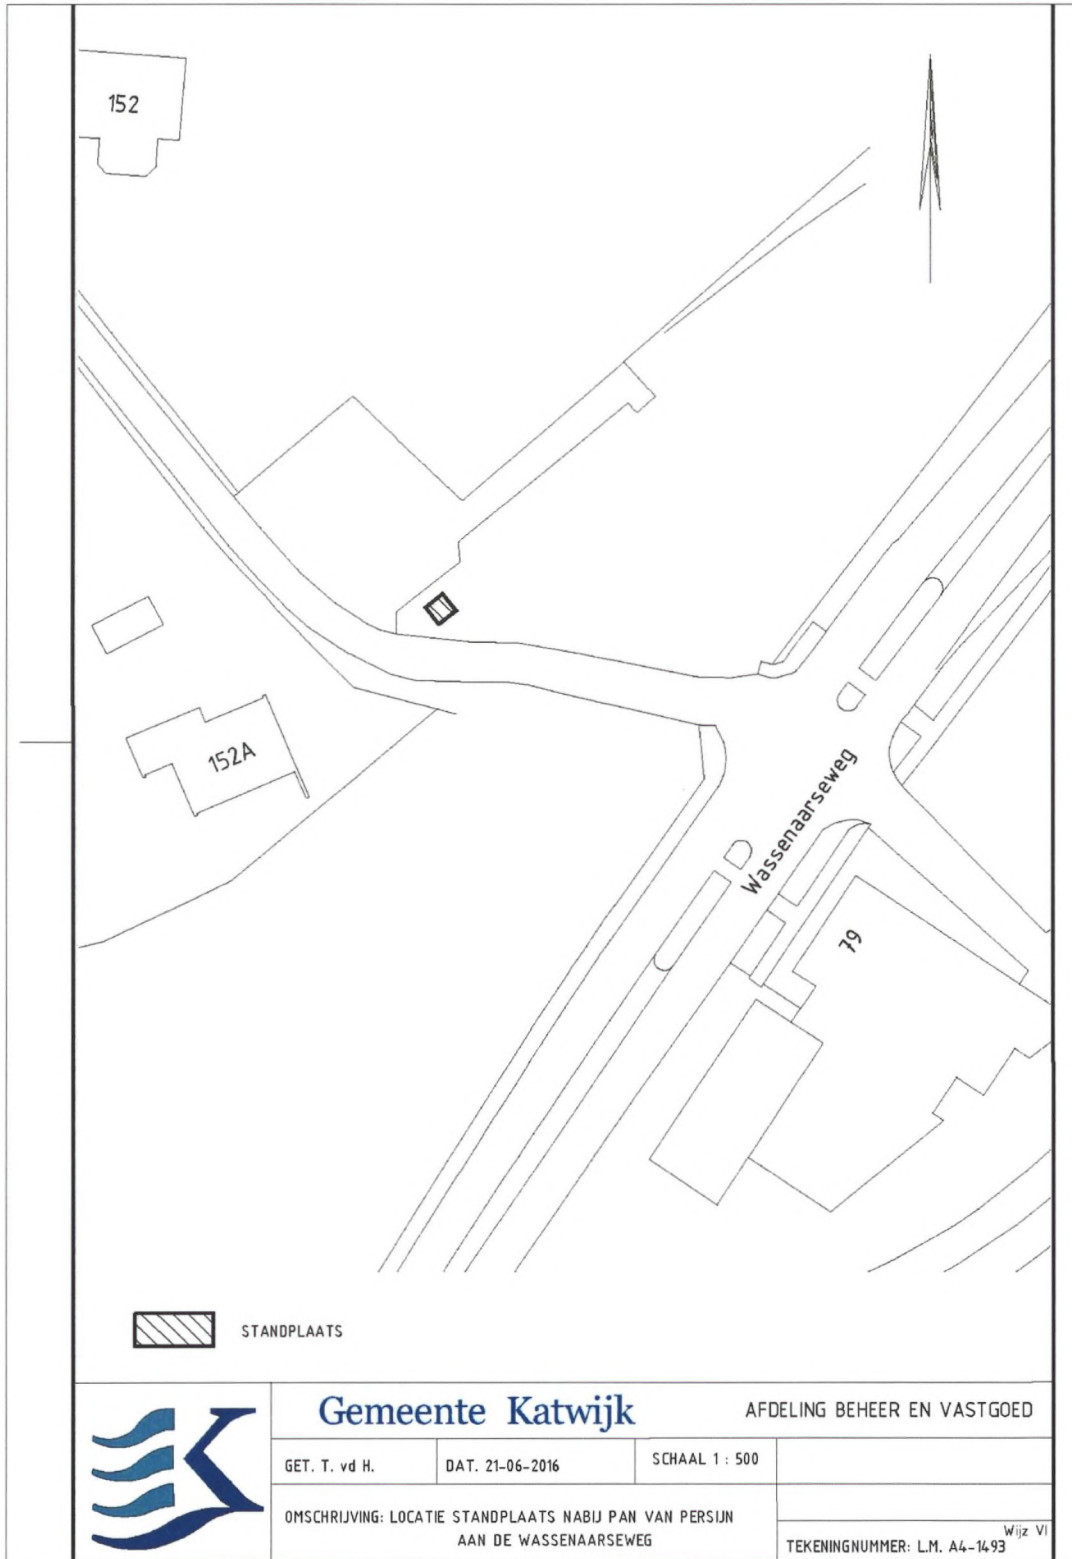 152
152A
Wassenaarseweg
79
STANDPLAATS
Gemeente Katwijk
AFDELING BEHEER EN VASTGOED
GET. T. vd H.
DAT. 21-06-2016
SCHAAL 1 : 500
OMSCHRIJVING: LOCATIE STANDPLAATS NABIJ PAN VAN PERSIJN
AAN DE WASSENAARSEWEG
Wijz VI
TEKENINGNUMMER: L.M. A4-1493